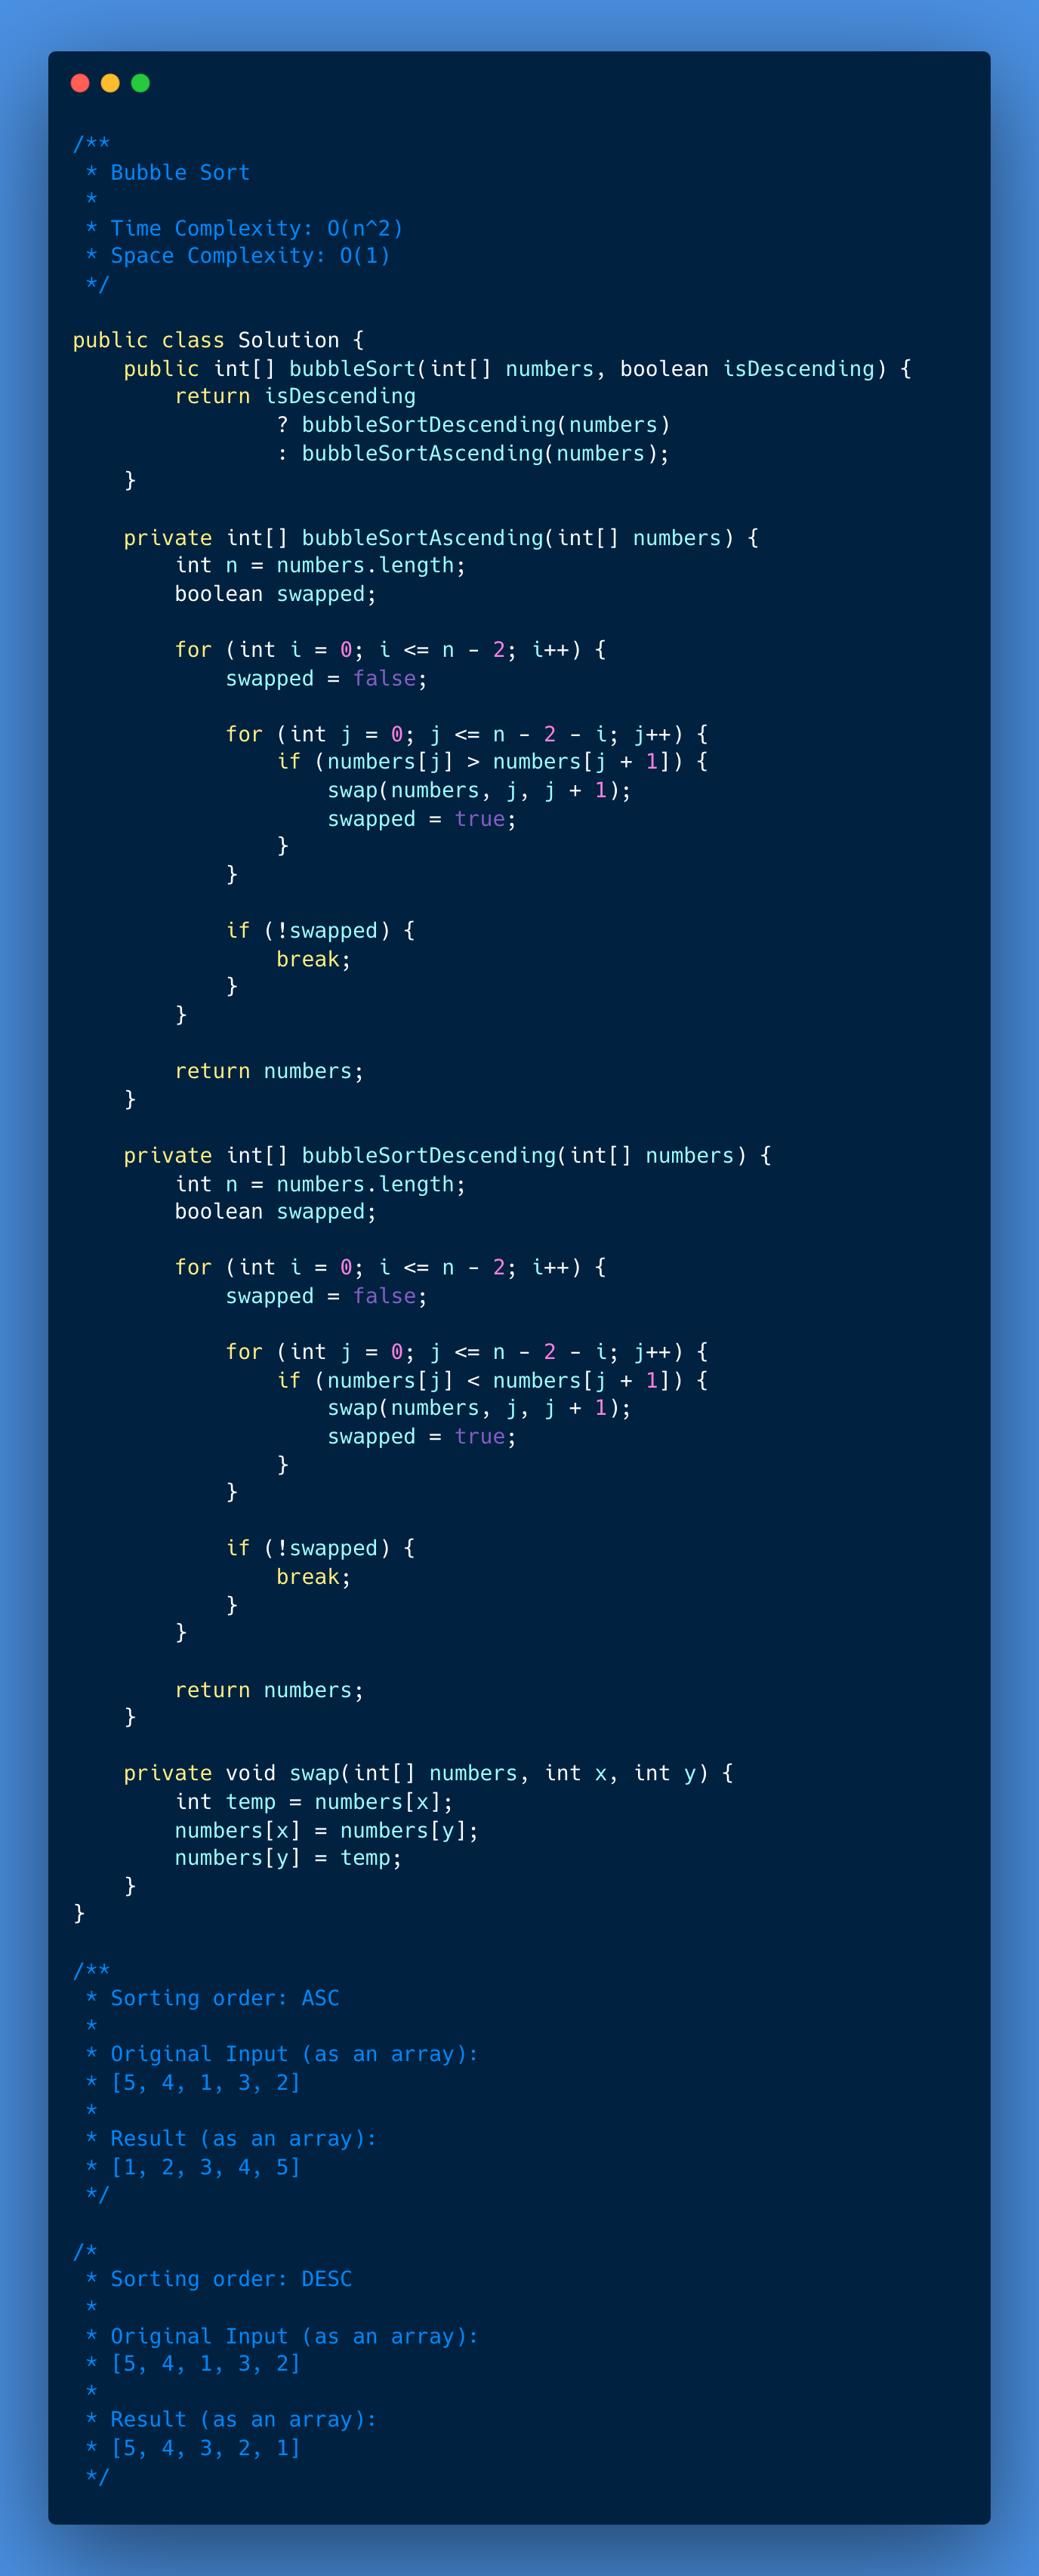 /**
 * Bubble Sort
 *
 * Time Complexity: O(n^2)
 * Space Complexity: O(1)
 */

public class Solution {
    public int[] bubbleSort(int[] numbers, boolean isDescending) {
        return isDescending
                ? bubbleSortDescending(numbers)
                : bubbleSortAscending(numbers);
    }

    private int[] bubbleSortAscending(int[] numbers) {
        int n = numbers.length;
        boolean swapped;

        for (int i = 0; i <= n - 2; i++) {
            swapped = false;

            for (int j = 0; j <= n - 2 - i; j++) {
                if (numbers[j] > numbers[j + 1]) {
                    swap(numbers, j, j + 1);
                    swapped = true;
                }
            }

            if (!swapped) {
                break;
            }
        }

        return numbers;
    }

    private int[] bubbleSortDescending(int[] numbers) {
        int n = numbers.length;
        boolean swapped;

        for (int i = 0; i <= n - 2; i++) {
            swapped = false;

            for (int j = 0; j <= n - 2 - i; j++) {
                if (numbers[j] < numbers[j + 1]) {
                    swap(numbers, j, j + 1);
                    swapped = true;
                }
            }

            if (!swapped) {
                break;
            }
        }

        return numbers;
    }

    private void swap(int[] numbers, int x, int y) {
        int temp = numbers[x];
        numbers[x] = numbers[y];
        numbers[y] = temp;
    }
}

/**
 * Sorting order: ASC
 *
 * Original Input (as an array):
 * [5, 4, 1, 3, 2]
 *
 * Result (as an array):
 * [1, 2, 3, 4, 5]
 */

/*
 * Sorting order: DESC
 *
 * Original Input (as an array):
 * [5, 4, 1, 3, 2]
 *
 * Result (as an array):
 * [5, 4, 3, 2, 1]
 */